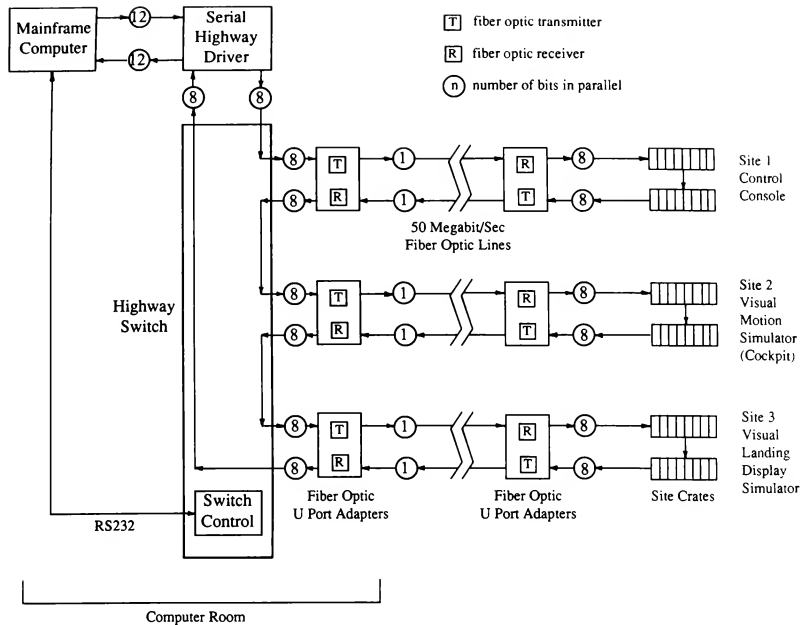 Mainframe
Computer
12
12
Serial
Highway
Driver
8
8
T fiber optic transmitter
R fiber optic receiver
n number of bits in parallel
8 T 1 R 8
8 R 1 T 8
Site 1
Control
Console
50 Megabit/Sec
Fiber Optic Lines
Highway
Switch
8 T 1 R 8
8 R 1 T 8
Site 2
Visual
Motion
Simulator
(Cockpit)
8 T 1 R 8
8 R 1 T 8
Site 3
Visual
Landing
Display
Simulator
Switch
Control
RS232
Fiber Optic
U Port Adapters
Fiber Optic
U Port Adapters
Site Crates
Computer Room